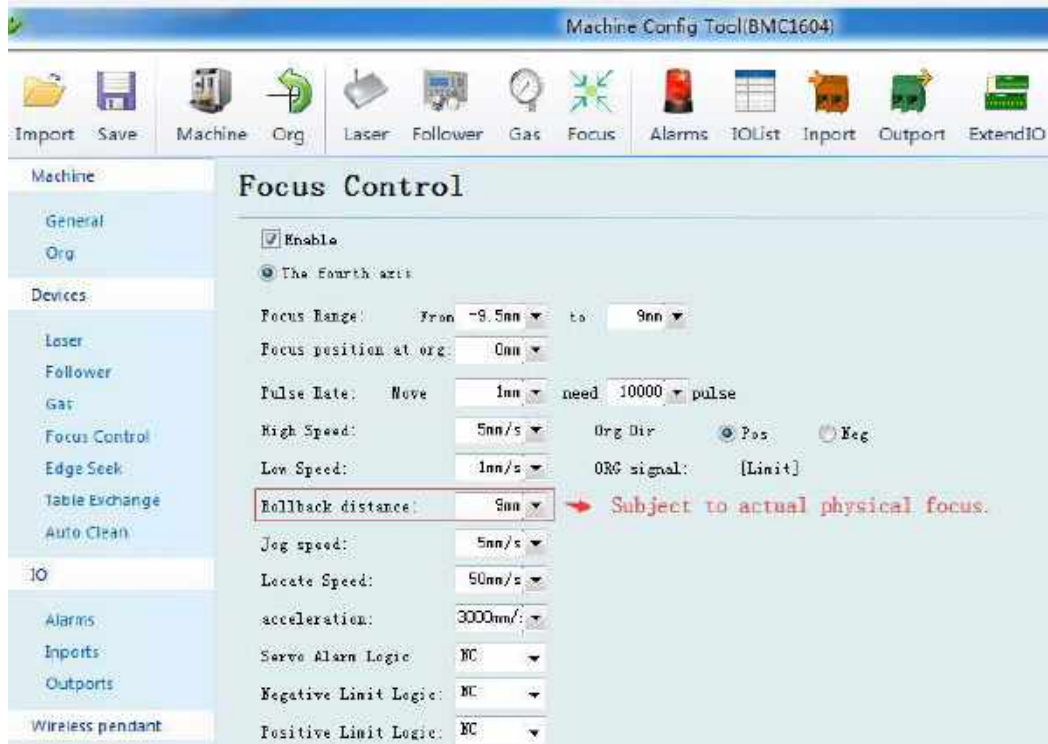 Machine Config Tool(BMC1604)
Import Save Machine Org Laser Follower Gas Focus Alarms IOList Inport Outport ExtendIO
Machine
General
Org
Devices
Laser
Follower
Gas
Focus Control
Edge Seek
Table Exchange
Auto Clean
IO
Alarms
Inports
Outports
Wireless pendant
Focus Control
Enable
The fourth axis
Focus Range: From -9.5mm to 9mm
Focus position at org: 0mm
Pulse Rate: Move 1mm need 10000 pulse
High Speed: 5mm/s Org Dir Pos Neg
Low Speed: 1mm/s ORG signal: [Limit]
Rollback distance: 9mm Subject to actual physical focus.
Jog speed: 5mm/s
Locate Speed: 50mm/s
acceleration: 3000mm/:
Servo Alarm Logic NC
Negative Limit Logic: NC
Positive Limit Logic: NC